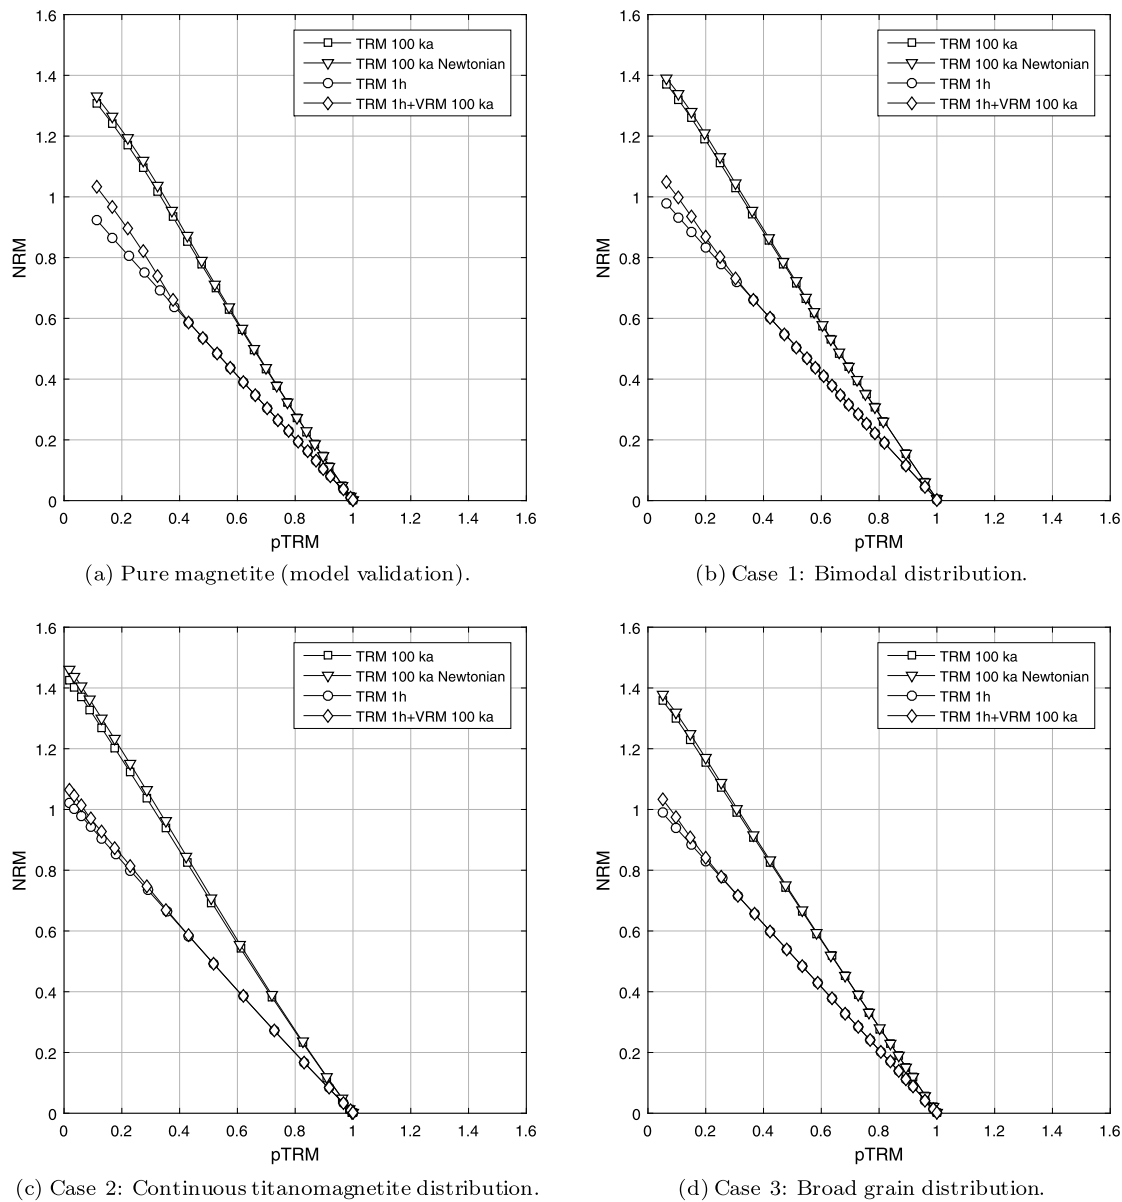 1.6
1.4
1.2
1
0.8
0.6
0.4
0.2
0
NRM
TRM 100 ka
TRM 100 ka Newtonian
TRM 1h
TRM 1h+VRM 100 ka
0 0.2 0.4 0.6 0.8 1 1.2 1.4 1.6
pTRM
(a) Pure magnetite (model validation).
1.6
1.4
1.2
1
0.8
0.6
0.4
0.2
0
NRM
TRM 100 ka
TRM 100 ka Newtonian
TRM 1h
TRM 1h+VRM 100 ka
0 0.2 0.4 0.6 0.8 1 1.2 1.4 1.6
pTRM
(b) Case 1: Bimodal distribution.
1.6
1.4
1.2
1
0.8
0.6
0.4
0.2
0
NRM
TRM 100 ka
TRM 100 ka Newtonian
TRM 1h
TRM 1h+VRM 100 ka
0 0.2 0.4 0.6 0.8 1 1.2 1.4 1.6
pTRM
(c) Case 2: Continuous titanomagnetite distribution.
1.6
1.4
1.2
1
0.8
0.6
0.4
0.2
0
NRM
TRM 100 ka
TRM 100 ka Newtonian
TRM 1h
TRM 1h+VRM 100 ka
0 0.2 0.4 0.6 0.8 1 1.2 1.4 1.6
pTRM
(d) Case 3: Broad grain distribution.